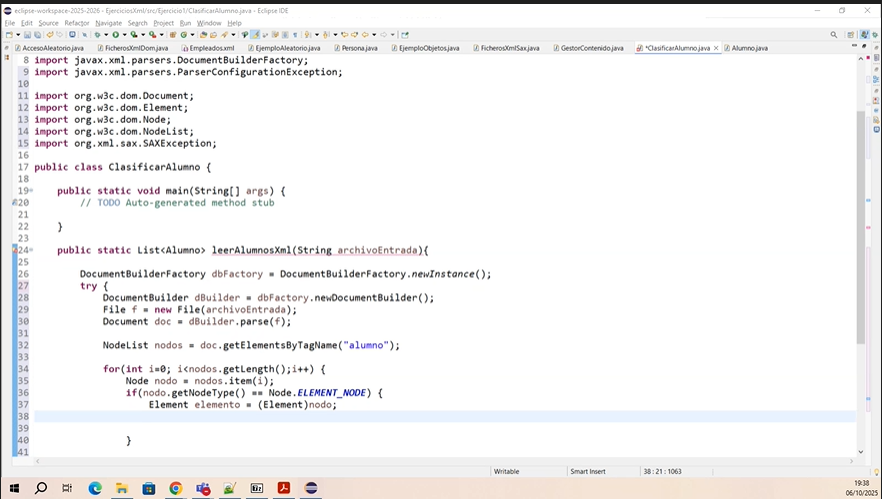 eclipse-workspace-2025-2026 - EjerciciosXml/src/Ejercicio1/ClasificarAlumno.java - Eclipse IDE
File Edit Source Refactor Navigate Search Project Run Window Help
AccesoAleatorio.java FicherosXmlDom.java Empleados.xml EjemploAleatorio.java Persona.java EjemploObjetos.java FicherosXmlSax.java GestorContenido.java *ClasificarAlumno.java Alumno.java
8 import javax.xml.parsers.DocumentBuilderFactory;
9 import javax.xml.parsers.ParserConfigurationException;
10
11 import org.w3c.dom.Document;
12 import org.w3c.dom.Element;
13 import org.w3c.dom.Node;
14 import org.w3c.dom.NodeList;
15 import org.xml.sax.SAXException;
16
17 public class ClasificarAlumno {
18
19 public static void main(String[] args) {
20 // TODO Auto-generated method stub
21
22 }
23
24 public static List<Alumno> leerAlumnosXml(String archivoEntrada){
25
26 DocumentBuilderFactory dbFactory = DocumentBuilderFactory.newInstance();
27 try {
28 DocumentBuilder dBuilder = dbFactory.newDocumentBuilder();
29 File f = new File(archivoEntrada);
30 Document doc = dBuilder.parse(f);
31
32 NodeList nodos = doc.getElementsByTagName("alumno");
33
34 for(int i=0; i<nodos.getLength();i++) {
35 Node nodo = nodos.item(i);
36 if(nodo.getNodeType() == Node.ELEMENT_NODE) {
37 Element elemento = (Element)nodo;
38
39
40 }
41
Writable Smart Insert 38 : 21 : 1063
19:38
06/10/2025